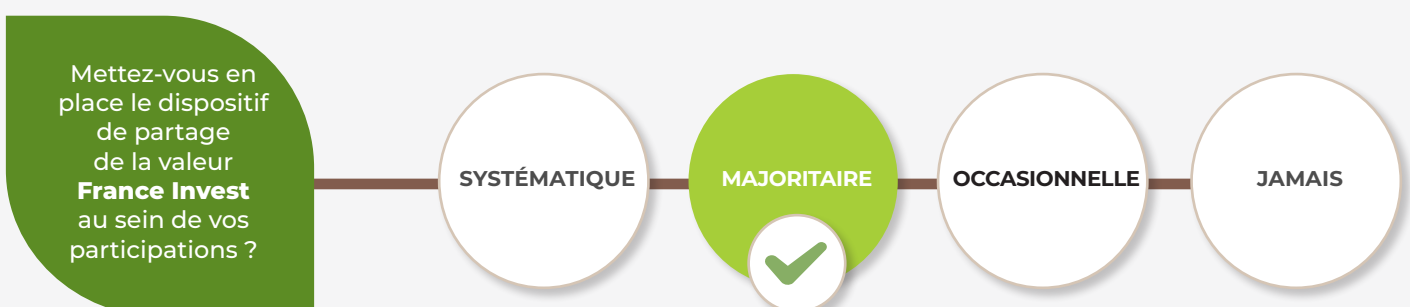 Mettez-vous en
place le dispositif
de partage
de la valeur
France Invest
au sein de vos
participations ?
SYSTÉMATIQUE
MAJORITAIRE
OCCASIONNELLE
JAMAIS